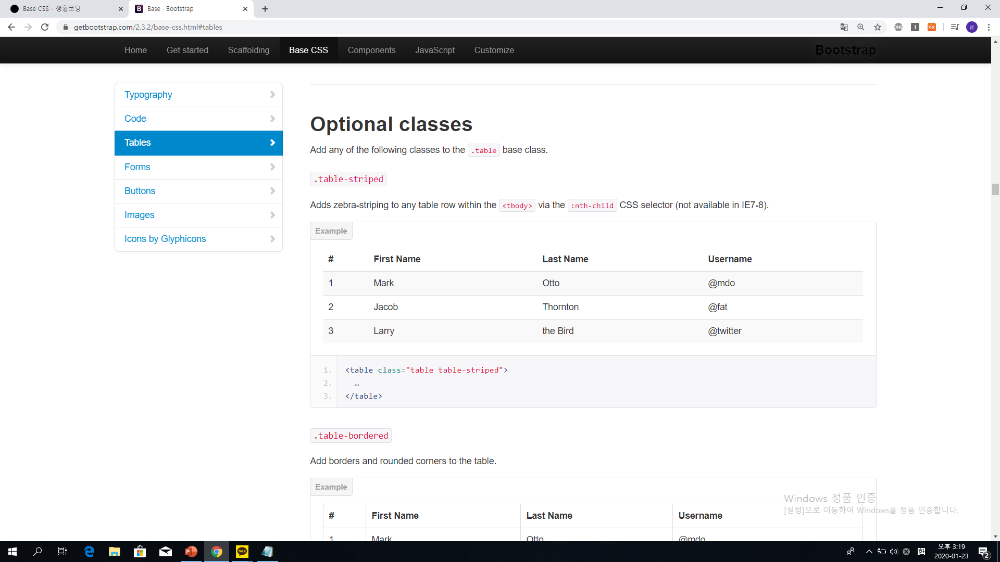 Base CSS - 생활코딩
Base · Bootstrap
getbootstrap.com/2.3.2/base-css.html#tables
Home Get started Scaffolding Base CSS Components JavaScript Customize Bootstrap
Typography
Code
Tables
Forms
Buttons
Images
Icons by Glyphicons
Optional classes
Add any of the following classes to the .table base class.
.table-striped
Adds zebra-striping to any table row within the <tbody> via the :nth-child CSS selector (not available in IE7-8).
Example
# First Name Last Name Username
1 Mark Otto @mdo
2 Jacob Thornton @fat
3 Larry the Bird @twitter
1. <table class="table table-striped">
2. …
3. </table>
.table-bordered
Add borders and rounded corners to the table.
Example
# First Name Last Name Username
1 Mark Otto @mdo
Windows 정품 인증
[설정]으로 이동하여 Windows를 정품 인증합니다.
오후 3:19
2020-01-23
2